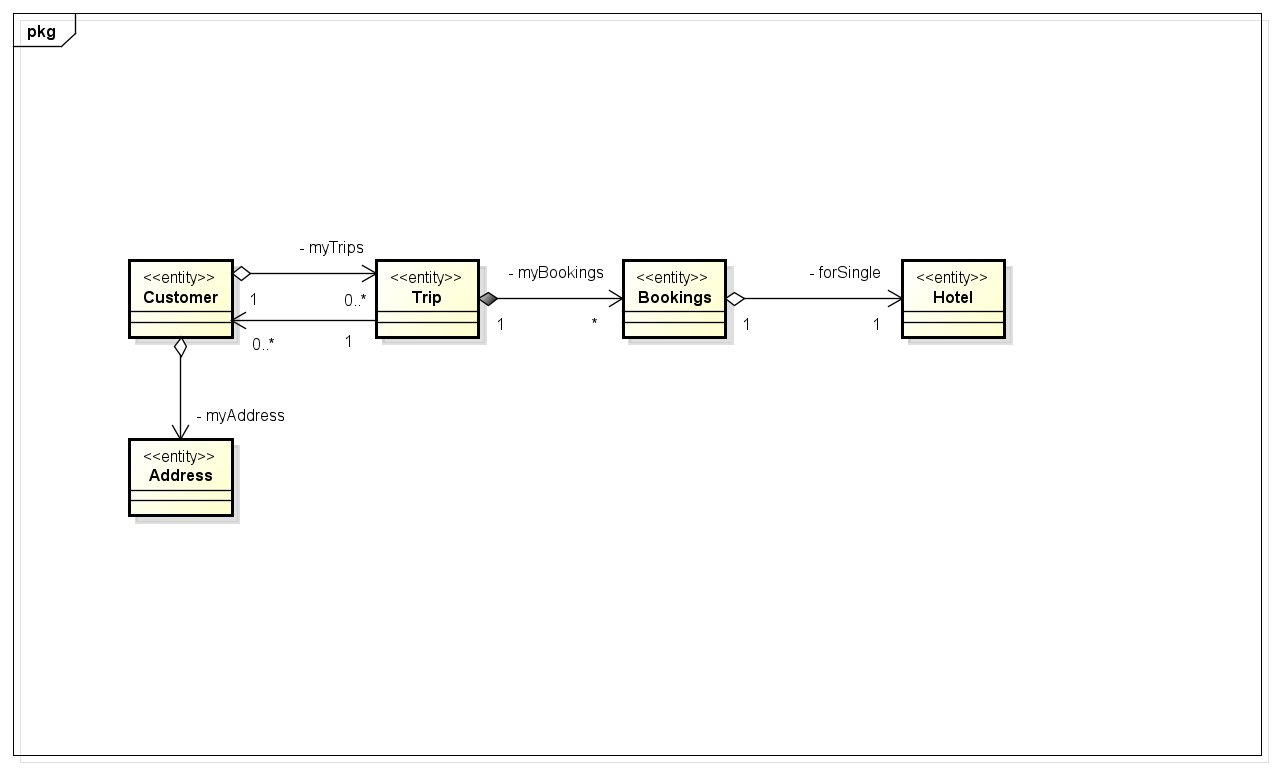 pkg
- myTrips
<<entity>>
Customer
1
0..*
0..*
1
<<entity>>
Trip
- myBookings
1
*
<<entity>>
Bookings
- forSingle
1
1
<<entity>>
Hotel
- myAddress
<<entity>>
Address